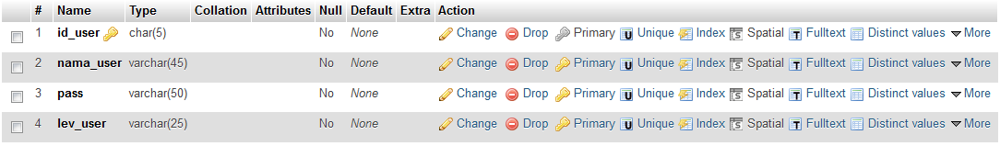 # Name Type Collation Attributes Null Default Extra Action
1 id_user char(5) No None Change Drop Primary Unique Index Spatial Fulltext Distinct values More
2 nama_user varchar(45) No None Change Drop Primary Unique Index Spatial Fulltext Distinct values More
3 pass varchar(50) No None Change Drop Primary Unique Index Spatial Fulltext Distinct values More
4 lev_user varchar(25) No None Change Drop Primary Unique Index Spatial Fulltext Distinct values More